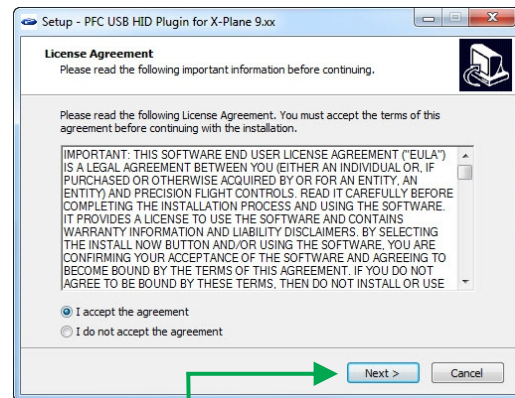 Setup - PFC USB HID Plugin for X-Plane 9.xx
License Agreement
Please read the following important information before continuing.
Please read the following License Agreement. You must accept the terms of this
agreement before continuing with the installation.
IMPORTANT: THIS SOFTWARE END USER LICENSE AGREEMENT ("EULA")
IS A LEGAL AGREEMENT BETWEEN YOU (EITHER AN INDIVIDUAL OR, IF
PURCHASED OR OTHERWISE ACQUIRED BY OR FOR AN ENTITY, AN
ENTITY) AND PRECISION FLIGHT CONTROLS. READ IT CAREFULLY BEFORE
COMPLETING THE INSTALLATION PROCESS AND USING THE SOFTWARE.
IT PROVIDES A LICENSE TO USE THE SOFTWARE AND CONTAINS
WARRANTY INFORMATION AND LIABILITY DISCLAIMERS. BY SELECTING
THE INSTALL NOW BUTTON AND/OR USING THE SOFTWARE, YOU ARE
CONFIRMING YOUR ACCEPTANCE OF THE SOFTWARE AND AGREEING TO
BECOME BOUND BY THE TERMS OF THIS AGREEMENT. IF YOU DO NOT
AGREE TO BE BOUND BY THESE TERMS, THEN DO NOT INSTALL OR USE
I accept the agreement
I do not accept the agreement
Next >
Cancel